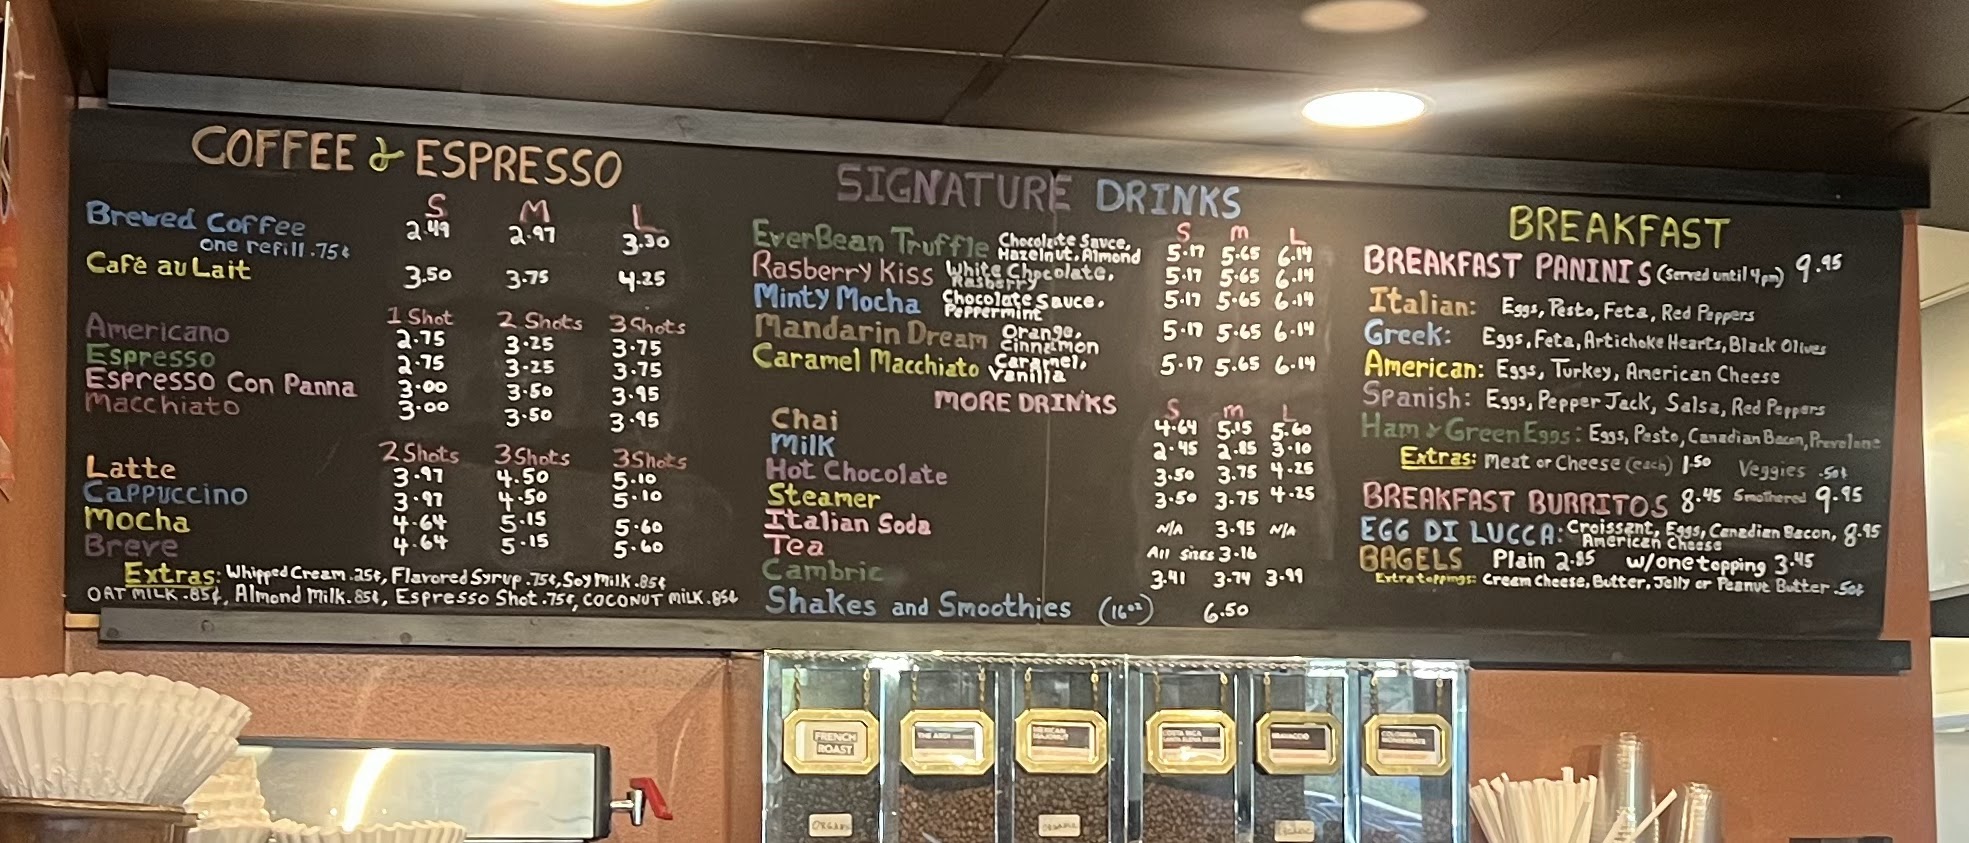 COFFEE & ESPRESSO
S M L
Brewed Coffee 2.49 2.97 3.30
one refill .75¢
Café au Lait 3.50 3.75 4.25
1 Shot 2 Shots 3 Shots
Americano 2.75 3.25 3.75
Espresso 2.75 3.25 3.75
Espresso Con Panna 3.00 3.50 3.95
Macchiato 3.00 3.50 3.95
2 Shots 3 Shots 3 Shots
Latte 3.97 4.50 5.10
Cappuccino 3.97 4.50 5.10
Mocha 4.64 5.15 5.60
Breve 4.64 5.15 5.60
Extras: Whipped Cream .25¢, Flavored Syrup .75¢, Soy Milk .85¢
OAT MILK .85¢, Almond Milk .85¢, Espresso Shot .75¢, COCONUT MILK .85¢
SIGNATURE DRINKS
S m L
EverBean Truffle Chocolate Sauce, Hazelnut, Almond 5.17 5.65 6.14
Rasberry Kiss White Chocolate, Rasberry 5.17 5.65 6.14
Minty Mocha Chocolate Sauce, Peppermint 5.17 5.65 6.14
Mandarin Dream Orange, Cinnamon 5.17 5.65 6.14
Caramel Macchiato Caramel, Vanilla 5.17 5.65 6.14
MORE DRINKS
S m L
Chai 4.64 5.15 5.60
Milk 2.45 2.85 3.10
Hot Chocolate 3.50 3.75 4.25
Steamer 3.50 3.75 4.25
Italian Soda N/A 3.95 N/A
Tea All sizes 3.16
Cambric 3.41 3.74 3.99
Shakes and Smoothies (16oz) 6.50
BREAKFAST
BREAKFAST PANINIS (Served until 4pm) 9.95
Italian: Eggs, Pesto, Feta, Red Peppers
Greek: Eggs, Feta, Artichoke Hearts, Black Olives
American: Eggs, Turkey, American Cheese
Spanish: Eggs, Pepper Jack, Salsa, Red Peppers
Ham & Green Eggs: Eggs, Pesto, Canadian Bacon, Provolone
Extras: Meat or Cheese (each) 1.50 Veggies .50¢
BREAKFAST BURRITOS 8.45 Smothered 9.95
EGG DI LUCCA: Croissant, Eggs, Canadian Bacon, American Cheese 8.95
BAGELS Plain 2.85 w/one topping 3.45
Extra toppings: Cream Cheese, Butter, Jelly or Peanut Butter .50¢
FRENCH
ROAST
COSTA RICA
ORGANIC